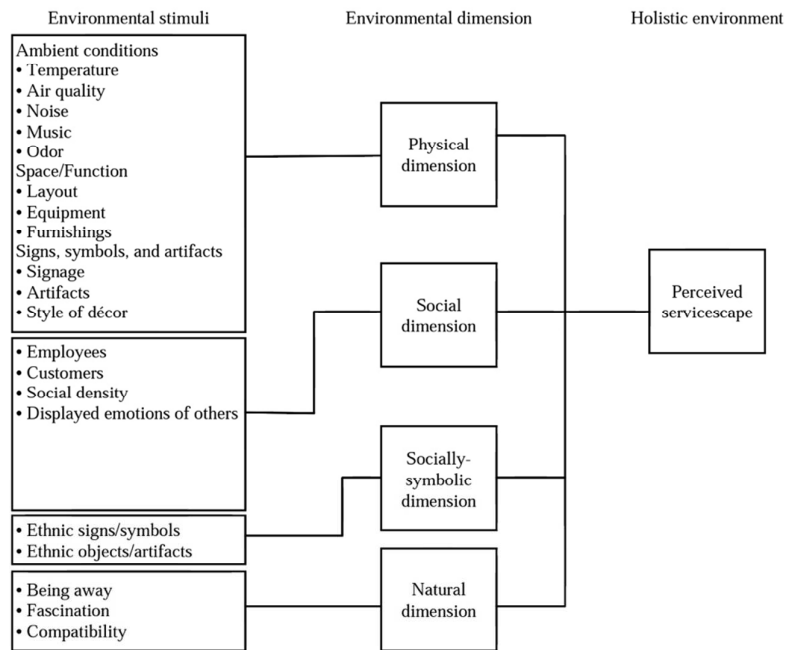 Environmental stimuli
Environmental dimension
Holistic environment
Ambient conditions
• Temperature
• Air quality
• Noise
• Music
• Odor
Space/Function
• Layout
• Equipment
• Furnishings
Signs, symbols, and artifacts
• Signage
• Artifacts
• Style of décor
• Employees
• Customers
• Social density
• Displayed emotions of others
• Ethnic signs/symbols
• Ethnic objects/artifacts
• Being away
• Fascination
• Compatibility
Physical
dimension
Social
dimension
Socially-
symbolic
dimension
Natural
dimension
Perceived
servicescape